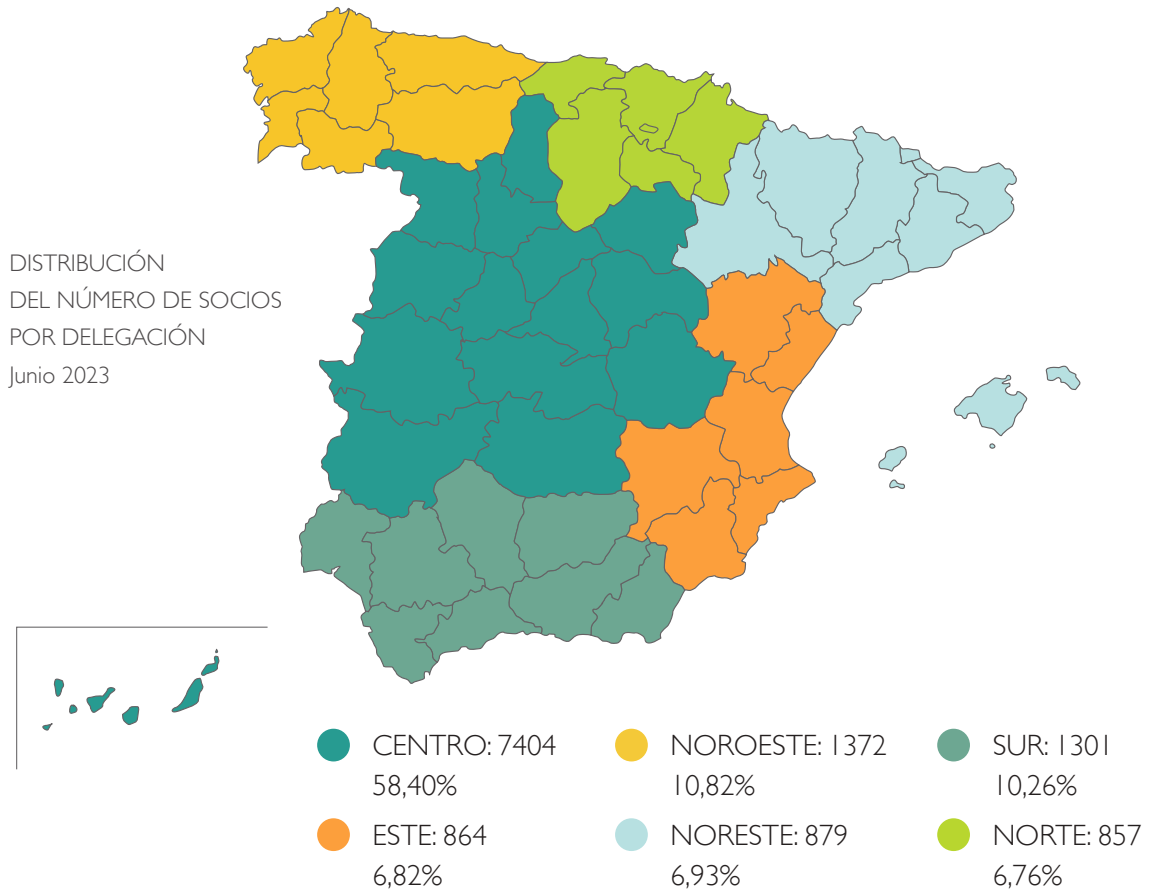 DISTRIBUCIÓN
DEL NÚMERO DE SOCIOS
POR DELEGACIÓN
Junio 2023
CENTRO: 7404
58,40%
NOROESTE: 1372
10,82%
SUR: 1301
10,26%
ESTE: 864
6,82%
NORESTE: 879
6,93%
NORTE: 857
6,76%